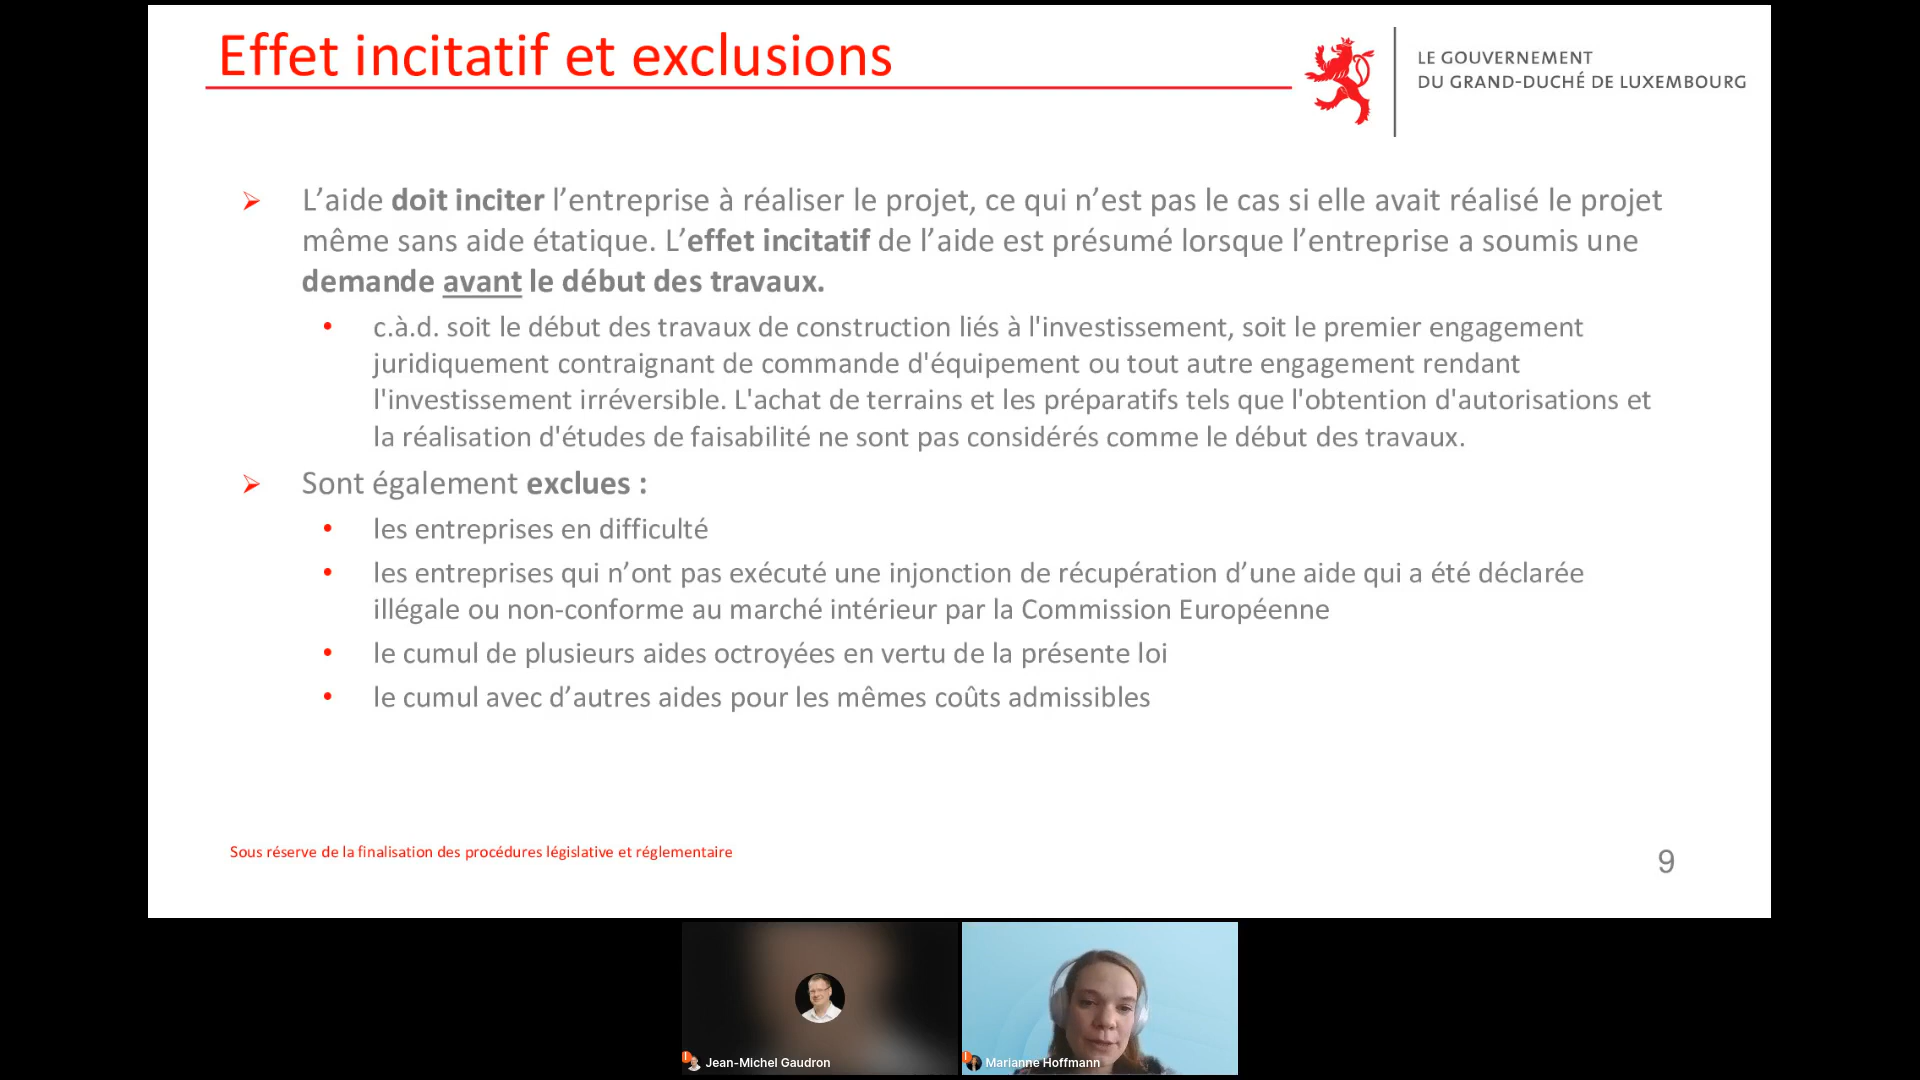 Effet incitatif et exclusions
LE GOUVERNEMENT
DU GRAND-DUCHÉ DE LUXEMBOURG
L’aide doit inciter l’entreprise à réaliser le projet, ce qui n’est pas le cas si elle avait réalisé le projet
même sans aide étatique. L’effet incitatif de l’aide est présumé lorsque l’entreprise a soumis une
demande avant le début des travaux.
c.à.d. soit le début des travaux de construction liés à l'investissement, soit le premier engagement
juridiquement contraignant de commande d'équipement ou tout autre engagement rendant
l'investissement irréversible. L'achat de terrains et les préparatifs tels que l'obtention d'autorisations et
la réalisation d'études de faisabilité ne sont pas considérés comme le début des travaux.
Sont également exclues :
les entreprises en difficulté
les entreprises qui n’ont pas exécuté une injonction de récupération d’une aide qui a été déclarée
illégale ou non-conforme au marché intérieur par la Commission Européenne
le cumul de plusieurs aides octroyées en vertu de la présente loi
le cumul avec d’autres aides pour les mêmes coûts admissibles
Sous réserve de la finalisation des procédures législative et réglementaire
9
Jean-Michel Gaudron
Marianne Hoffmann